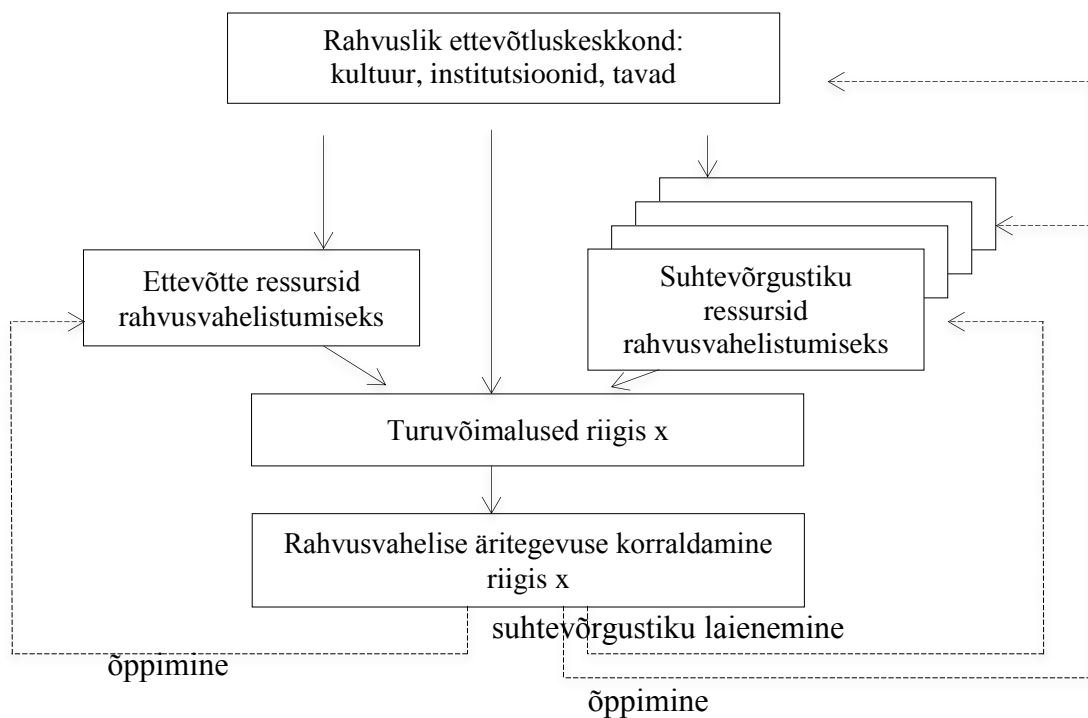 Rahvuslik ettevõtluskeskkond:
kultuur, institutsioonid, tavad
Ettevõtte ressursid
rahvusvahelistumiseks
Suhtevõrgustiku
ressursid
rahvusvahelistumiseks
Turuvõimalused riigis x
Rahvusvahelise äritegevuse korraldamine
riigis x
suhtevõrgustiku laienemine
õppimine
õppimine